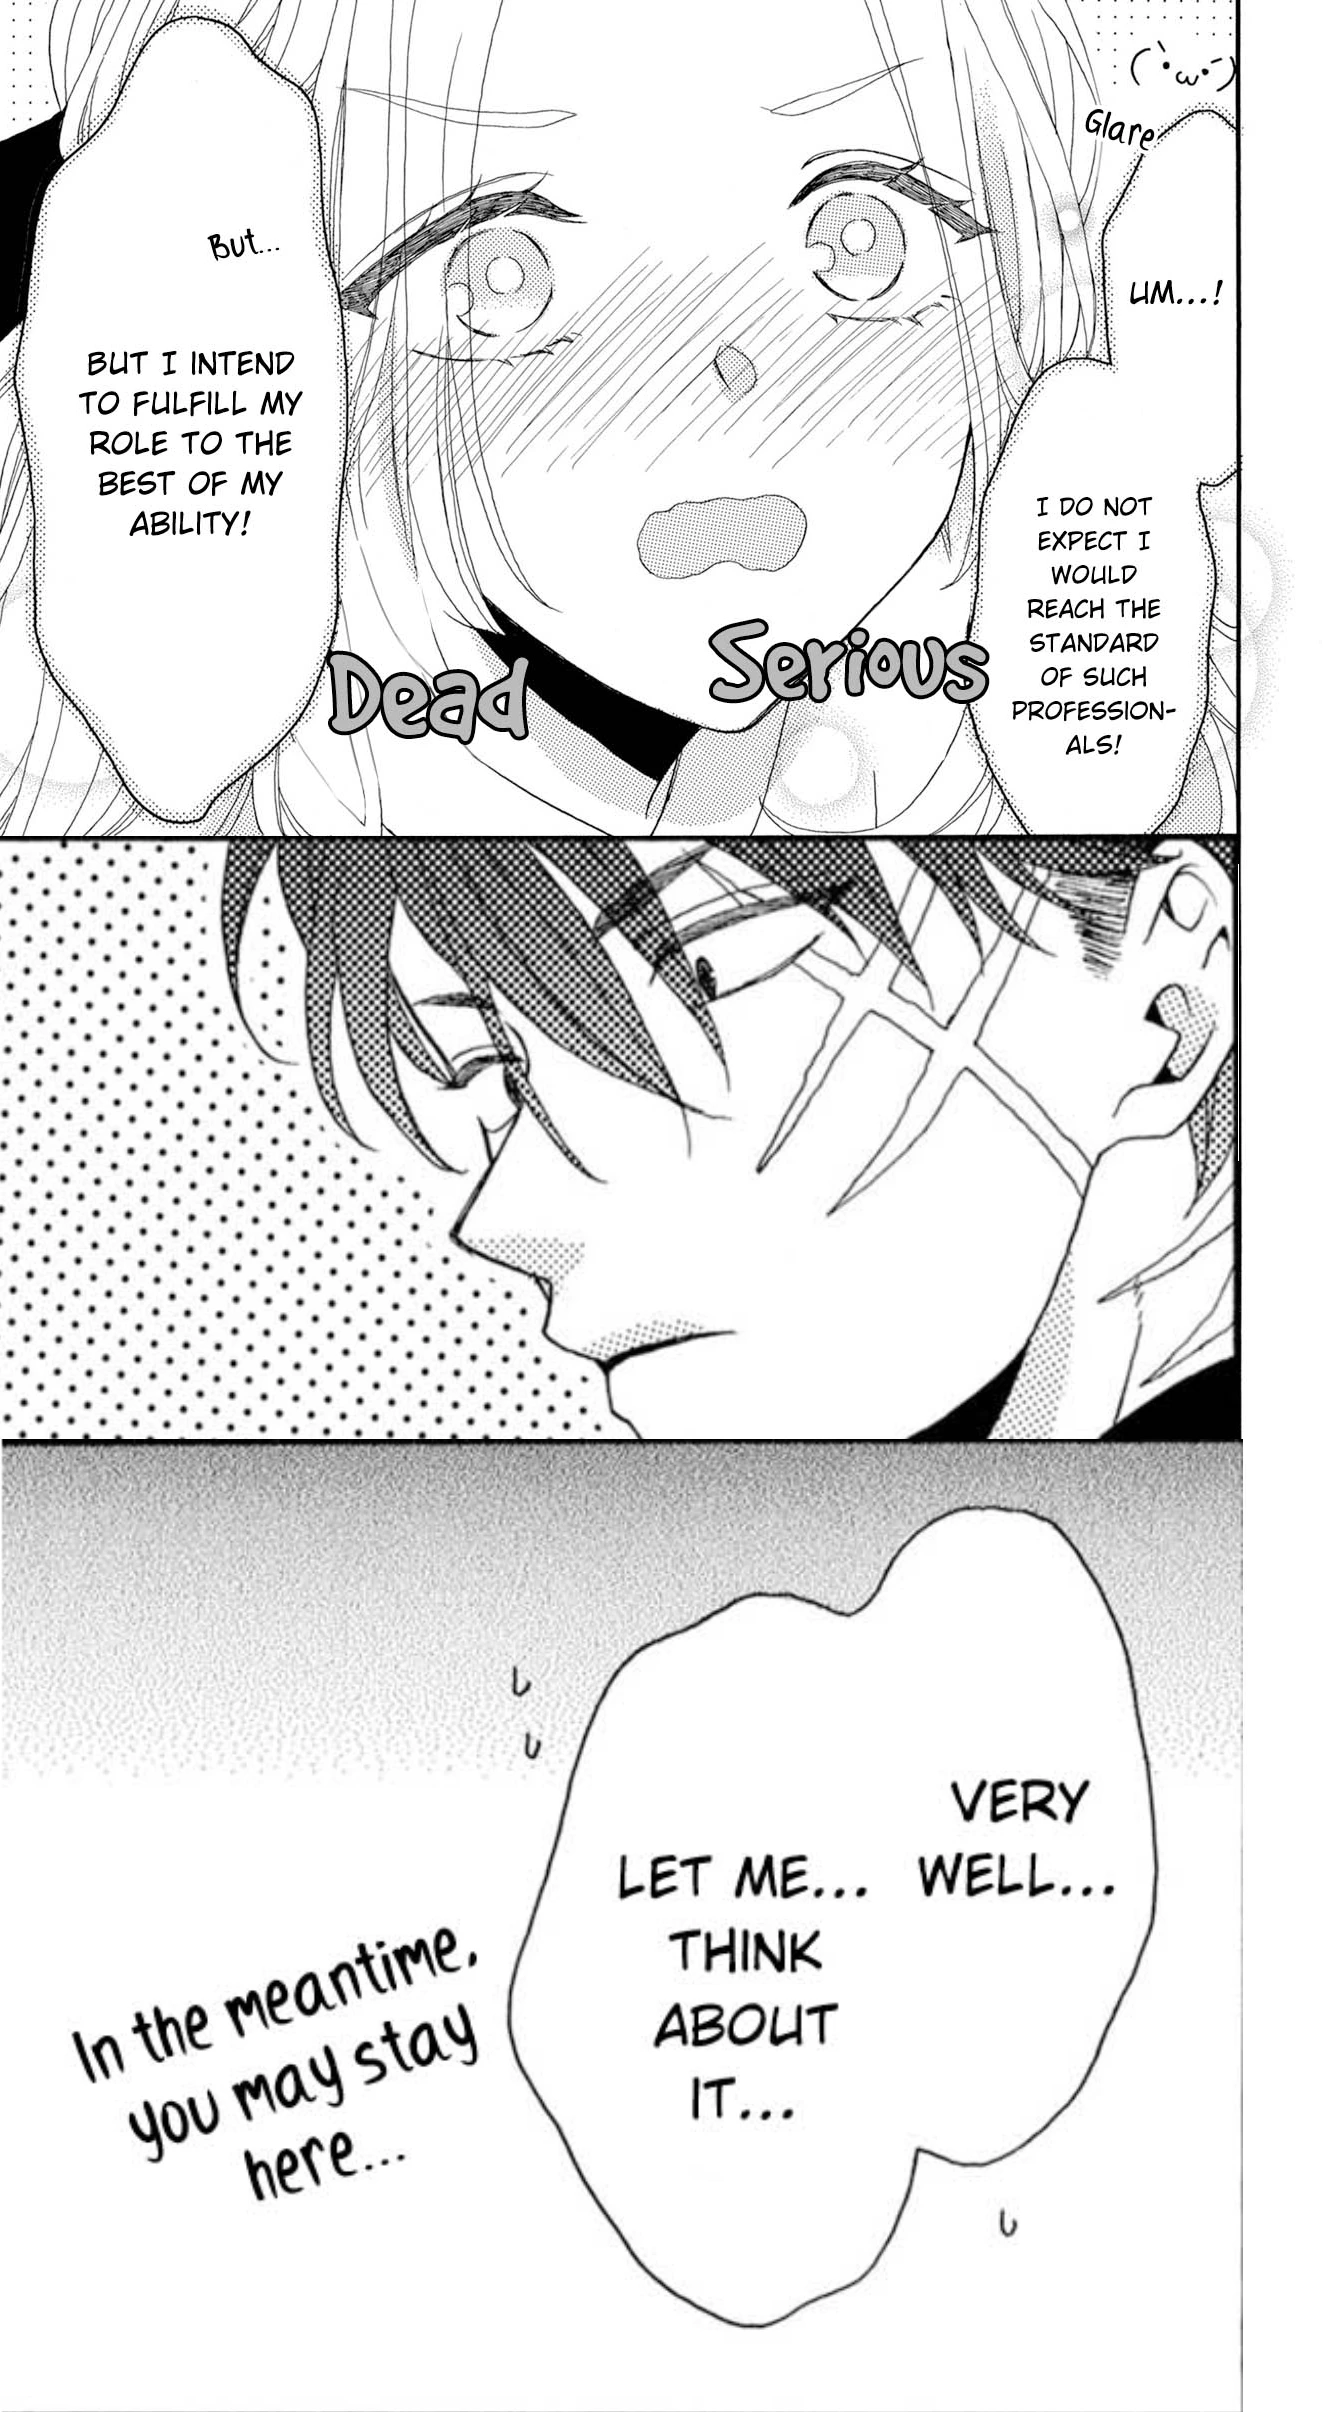 (`•ω•´)
Glare
UM...!
I DO NOT
EXPECT I
WOULD
REACH THE
STANDARD
OF SUCH
PROFESSION-
ALS!
Serious
Dead
But...
BUT I INTEND
TO FULFILL MY
ROLE TO THE
BEST OF MY
ABILITY!
VERY
WELL...
LET ME...
THINK
ABOUT
IT...
In the meantime,
you may stay
here...